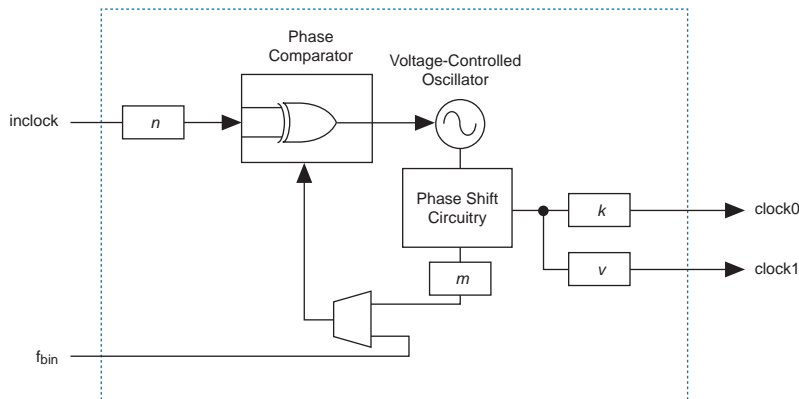 Phase
Comparator
Voltage-Controlled
Oscillator
inclock
n
Phase Shift
Circuitry
k
clock0
v
clock1
m
fbin